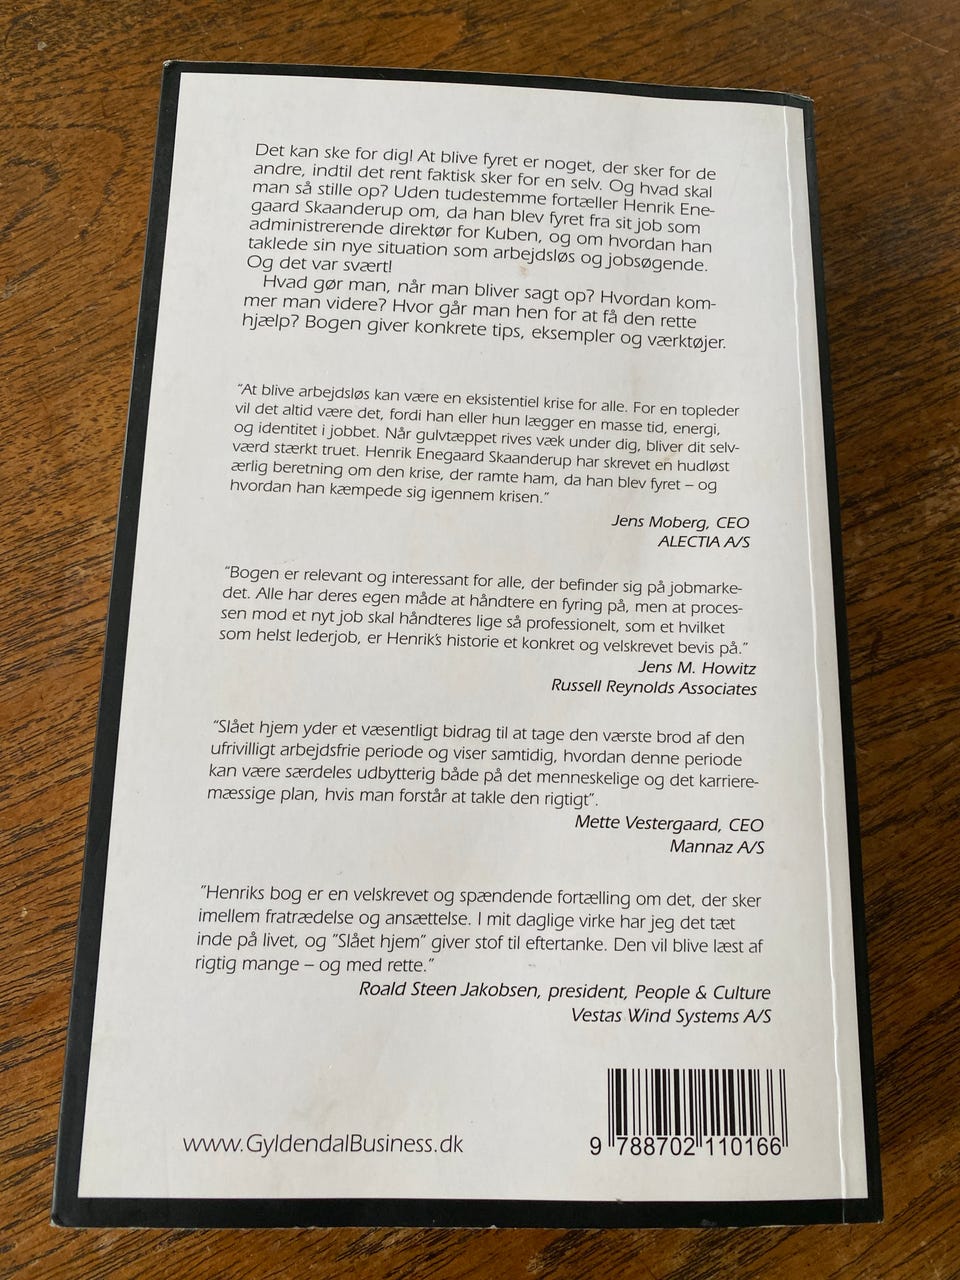 Det kan ske for dig! At blive fyret er noget, der sker for de
andre, indtil det rent faktisk sker for en selv. Og hvad skal
man så stille op? Uden tudestemme fortæller Henrik Ene-
gaard Skaanderup om, da han blev fyret fra sit job som
administrerende direktør for Kuben, og om hvordan han
taklede sin nye situation som arbejdsløs og jobsøgende.
Og det var svært!
Hvad gør man, når man bliver sagt op? Hvordan kom-
mer man videre? Hvor går man hen for at få den rette
hjælp? Bogen giver konkrete tips, eksempler og værktøjer.
"At blive arbejdsløs kan være en eksistentiel krise for alle. For en topleder
vil det altid være det, fordi han eller hun lægger en masse tid, energi,
og identitet i jobbet. Når gulvtæppet rives væk under dig, bliver dit selv-
værd stærkt truet. Henrik Enegaard Skaanderup har skrevet en hudløst
ærlig beretning om den krise, der ramte ham, da han blev fyret – og
hvordan han kæmpede sig igennem krisen."
Jens Moberg, CEO
ALECTIA A/S
"Bogen er relevant og interessant for alle, der befinder sig på jobmarke-
det. Alle har deres egen måde at håndtere en fyring på, men at proces-
sen mod et nyt job skal håndteres lige så professionelt, som et hvilket
som helst lederjob, er Henrik's historie et konkret og velskrevet bevis på."
Jens M. Howitz
Russell Reynolds Associates
"Slået hjem yder et væsentligt bidrag til at tage den værste brod af den
ufrivilligt arbejdsfrie periode og viser samtidig, hvordan denne periode
kan være særdeles udbytterig både på det menneskelige og det karriere-
mæssige plan, hvis man forstår at takle den rigtigt".
Mette Vestergaard, CEO
Mannaz A/S
"Henriks bog er en velskrevet og spændende fortælling om det, der sker
imellem fratrædelse og ansættelse. I mit daglige virke har jeg det tæt
inde på livet, og "Slået hjem" giver stof til eftertanke. Den vil blive læst af
rigtig mange – og med rette."
Roald Steen Jakobsen, president, People & Culture
Vestas Wind Systems A/S
www.GyldendalBusiness.dk
9 788702 110166